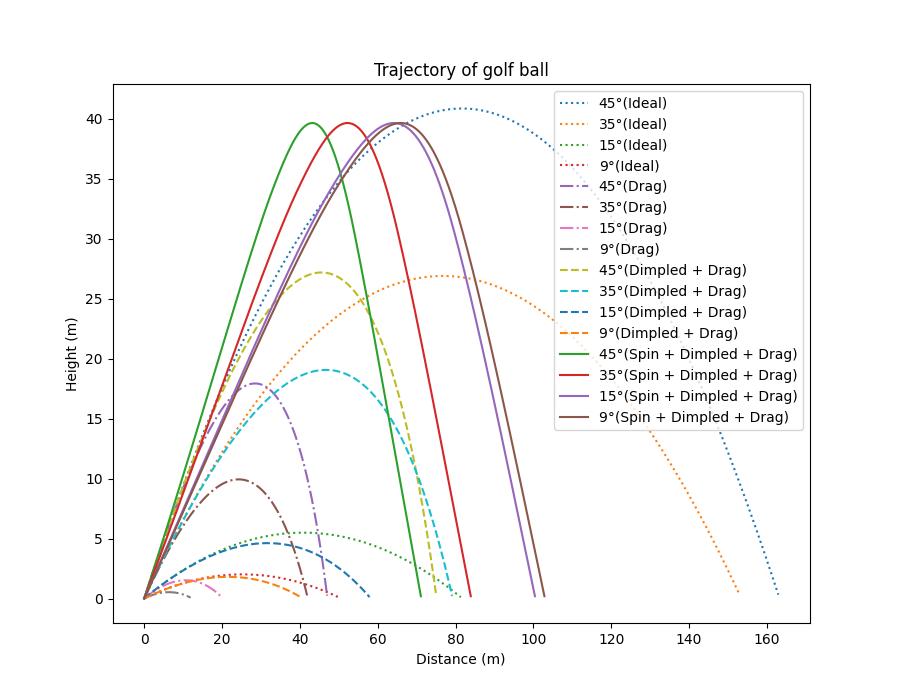 Trajectory of golf ball
45°(Ideal)
35°(Ideal)
15°(Ideal)
9°(Ideal)
45°(Drag)
35°(Drag)
15°(Drag)
9°(Drag)
45°(Dimpled + Drag)
35°(Dimpled + Drag)
15°(Dimpled + Drag)
9°(Dimpled + Drag)
45°(Spin + Dimpled + Drag)
35°(Spin + Dimpled + Drag)
15°(Spin + Dimpled + Drag)
9°(Spin + Dimpled + Drag)
Height (m)
40
35
30
25
20
15
10
5
0
0 20 40 60 80 100 120 140 160
Distance (m)